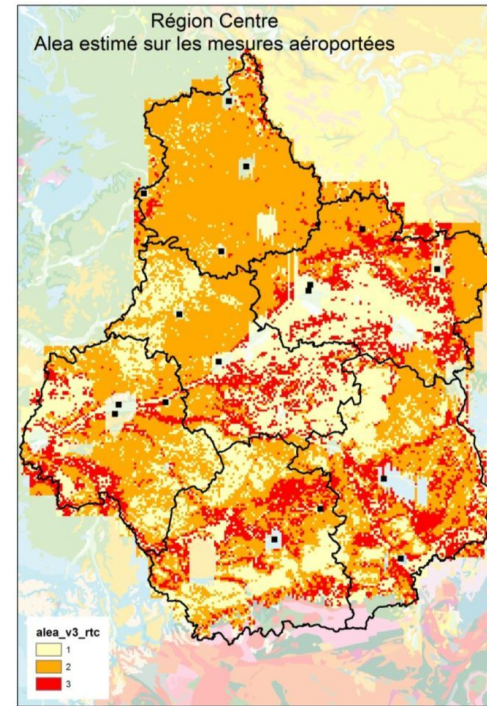 Région Centre
Alea estimé sur les mesures aéroportées
alea_v3_rtc
1
2
3